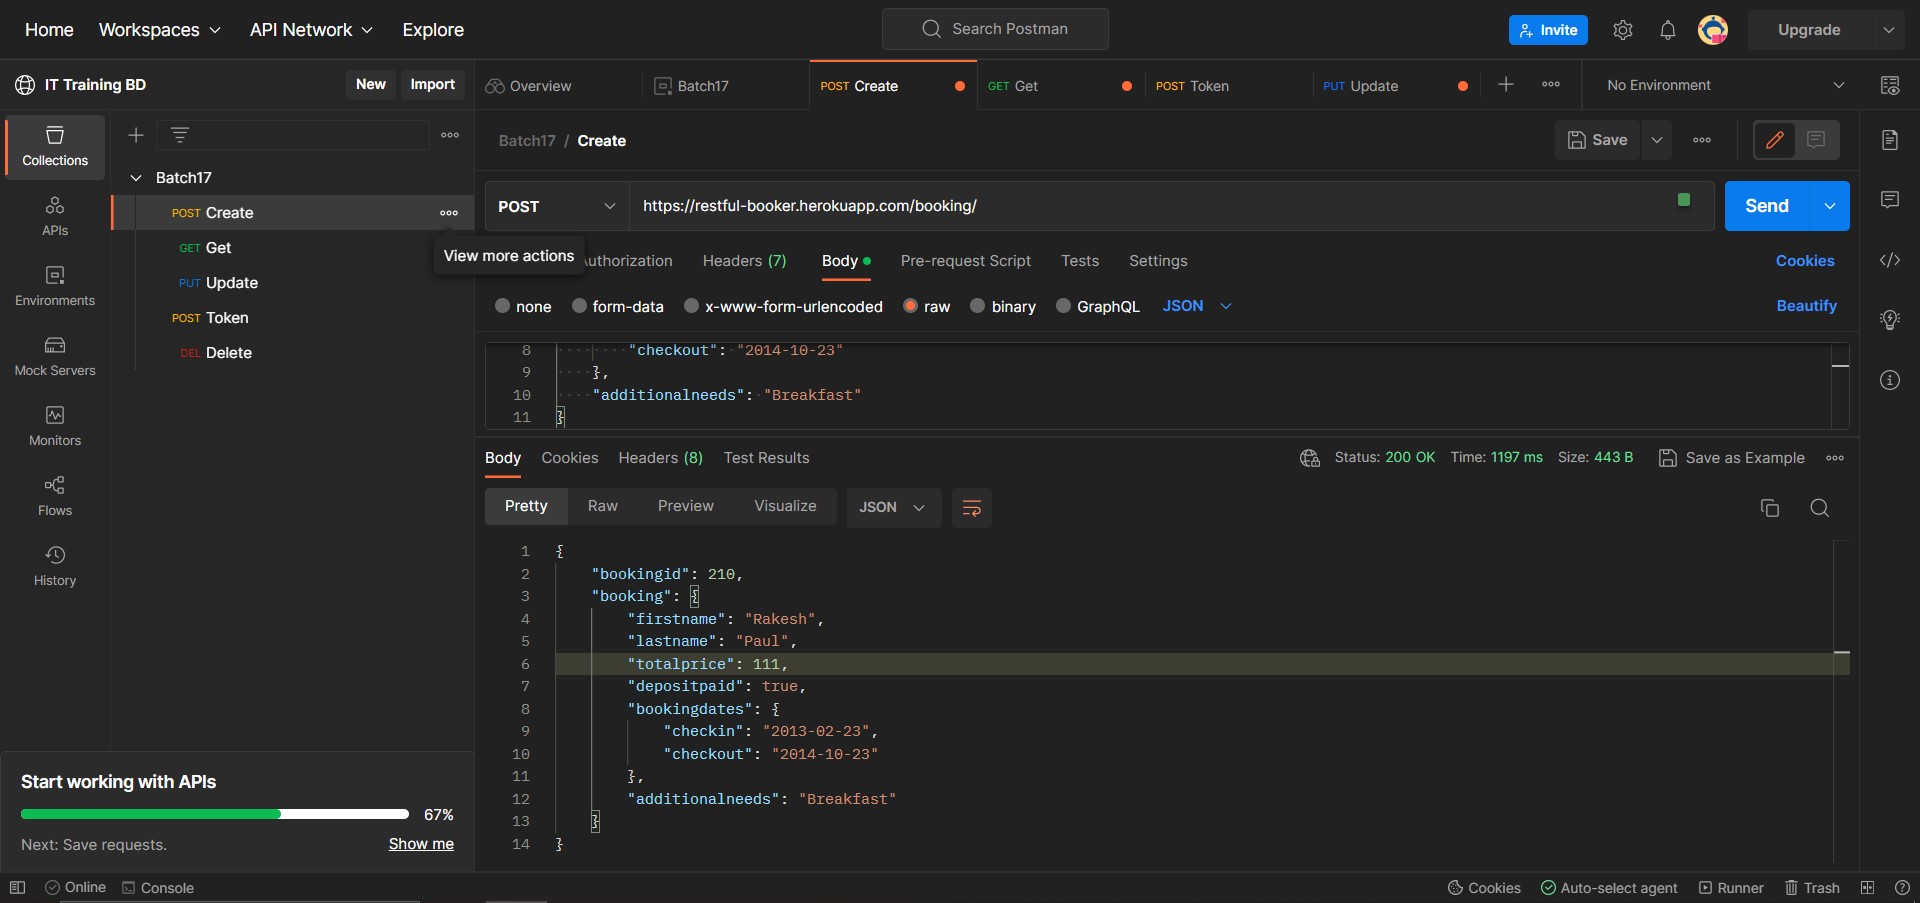 Home Workspaces API Network Explore Search Postman Invite Upgrade
IT Training BD New Import Overview Batch17 POST Create GET Get POST Token PUT Update No Environment
Collections
APIs
Environments
Mock Servers
Monitors
Flows
History
Batch17
POST Create
GET Get
PUT Update
POST Token
DEL Delete
View more actions
Batch17 / Create Save
POST https://restful-booker.herokuapp.com/booking/ Send
uthorization Headers (7) Body Pre-request Script Tests Settings Cookies
none form-data x-www-form-urlencoded raw binary GraphQL JSON Beautify
8 "checkout": "2014-10-23"
9 },
10 "additionalneeds": "Breakfast"
11 }
Body Cookies Headers (8) Test Results Status: 200 OK Time: 1197 ms Size: 443 B Save as Example
Pretty Raw Preview Visualize JSON
1 {
2 "bookingid": 210,
3 "booking": {
4 "firstname": "Rakesh",
5 "lastname": "Paul",
6 "totalprice": 111,
7 "depositpaid": true,
8 "bookingdates": {
9 "checkin": "2013-02-23",
10 "checkout": "2014-10-23"
11 },
12 "additionalneeds": "Breakfast"
13 }
14 }
Start working with APIs
67%
Next: Save requests. Show me
Online Console Cookies Auto-select agent Runner Trash